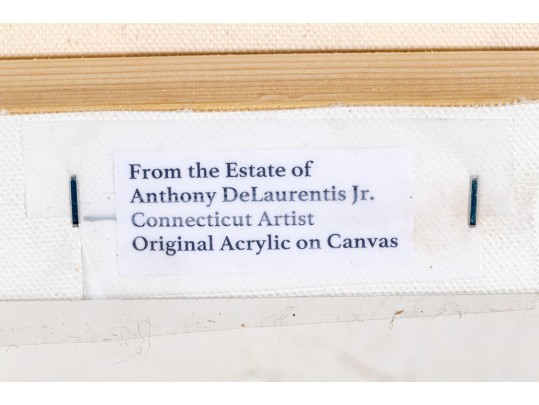 From the Estate of
Anthony DeLaurentis Jr.
Connecticut Artist
Original Acrylic on Canvas